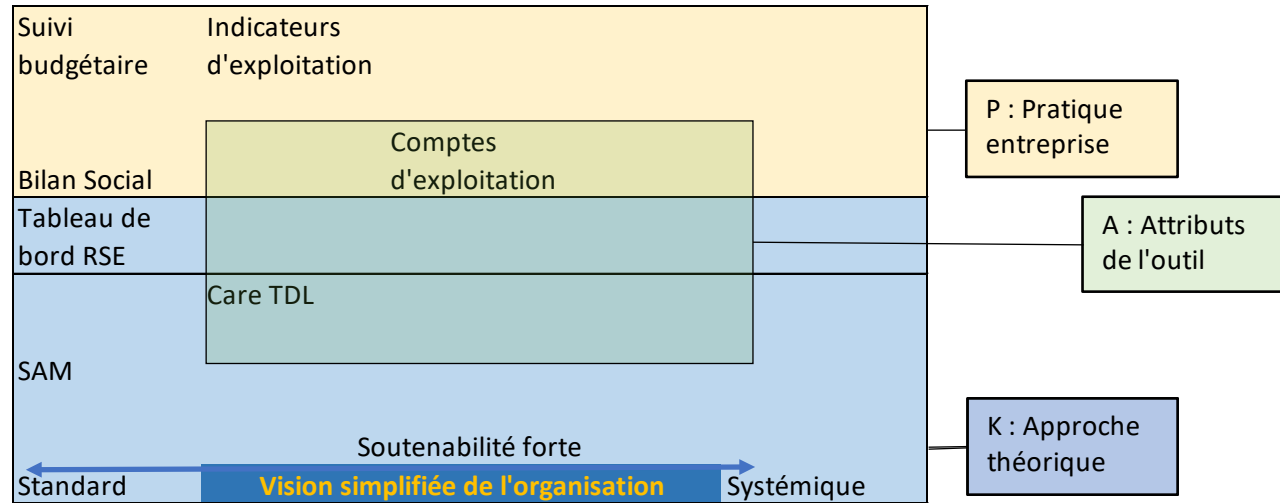 Suivi
budgétaire
Indicateurs
d'exploitation
P : Pratique
entreprise
Comptes
d'exploitation
Bilan Social
Tableau de
bord RSE
A : Attributs
de l'outil
Care TDL
SAM
K : Approche
théorique
Soutenabilité forte
Standard
Vision simplifiée de l'organisation
Systémique